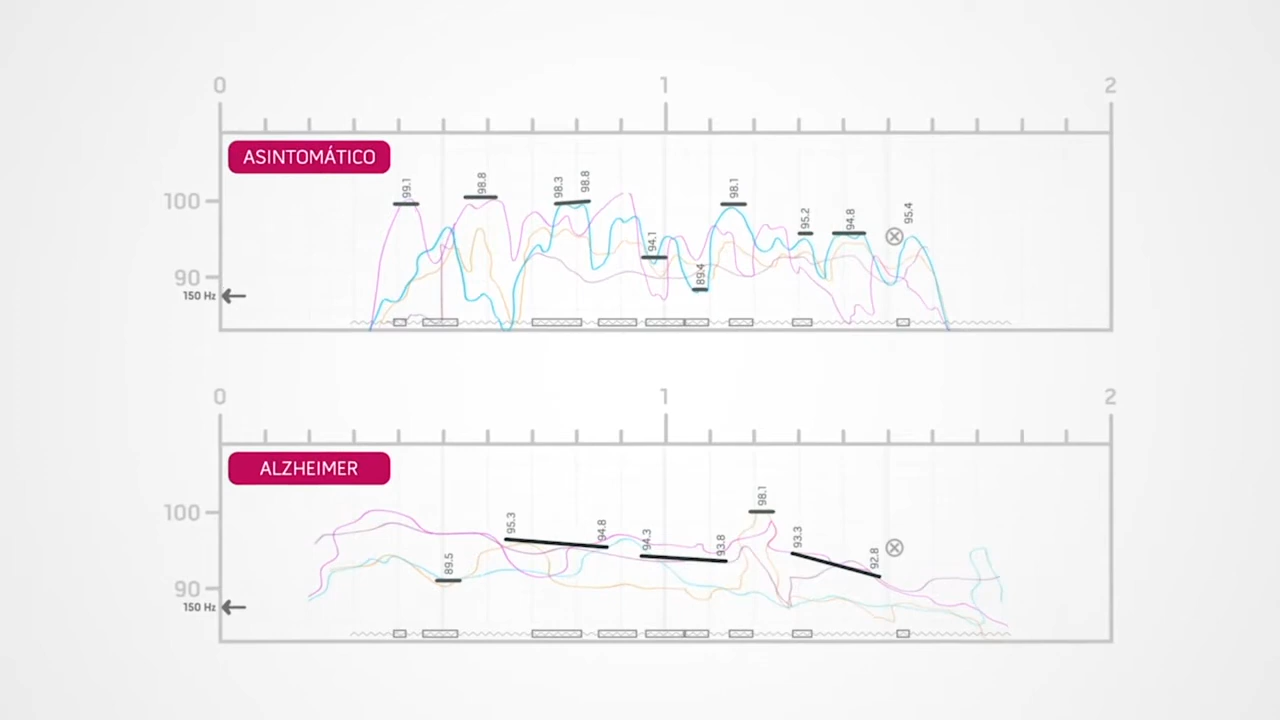 0 1 2
ASINTOMÁTICO
99.1 98.8 98.3 98.8 94.1 89.4 98.1 95.2 94.8 95.4
100
90
150 Hz
0 1 2
ALZHEIMER
89.5 95.3 94.8 94.3 93.8 98.1 93.3 92.8
100
90
150 Hz